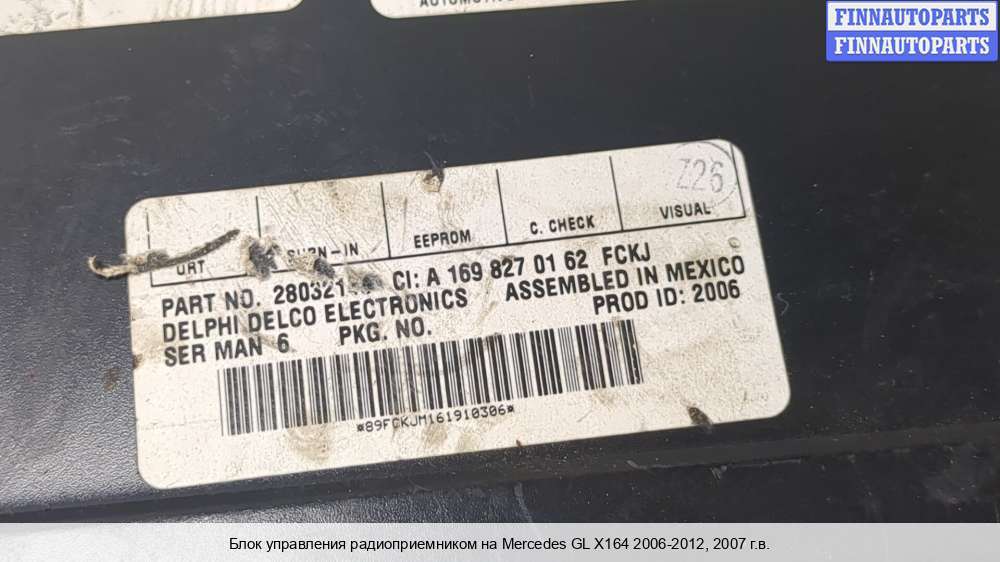 AUTOMOTIVE
FINNAUTOPARTS
FINNAUTOPARTS
Z26
EEPROM
C. CHECK
VISUAL
PART NO. CI: A 169 827 01 62 FCKJ
DELPHI DELCO ELECTRONICS ASSEMBLED IN MEXICO
SER MAN 6 PKG. NO. PROD ID: 2006
*89FCKJM161910306*
Блок управления радиоприемником на Mercedes GL X164 2006-2012, 2007 г.в.